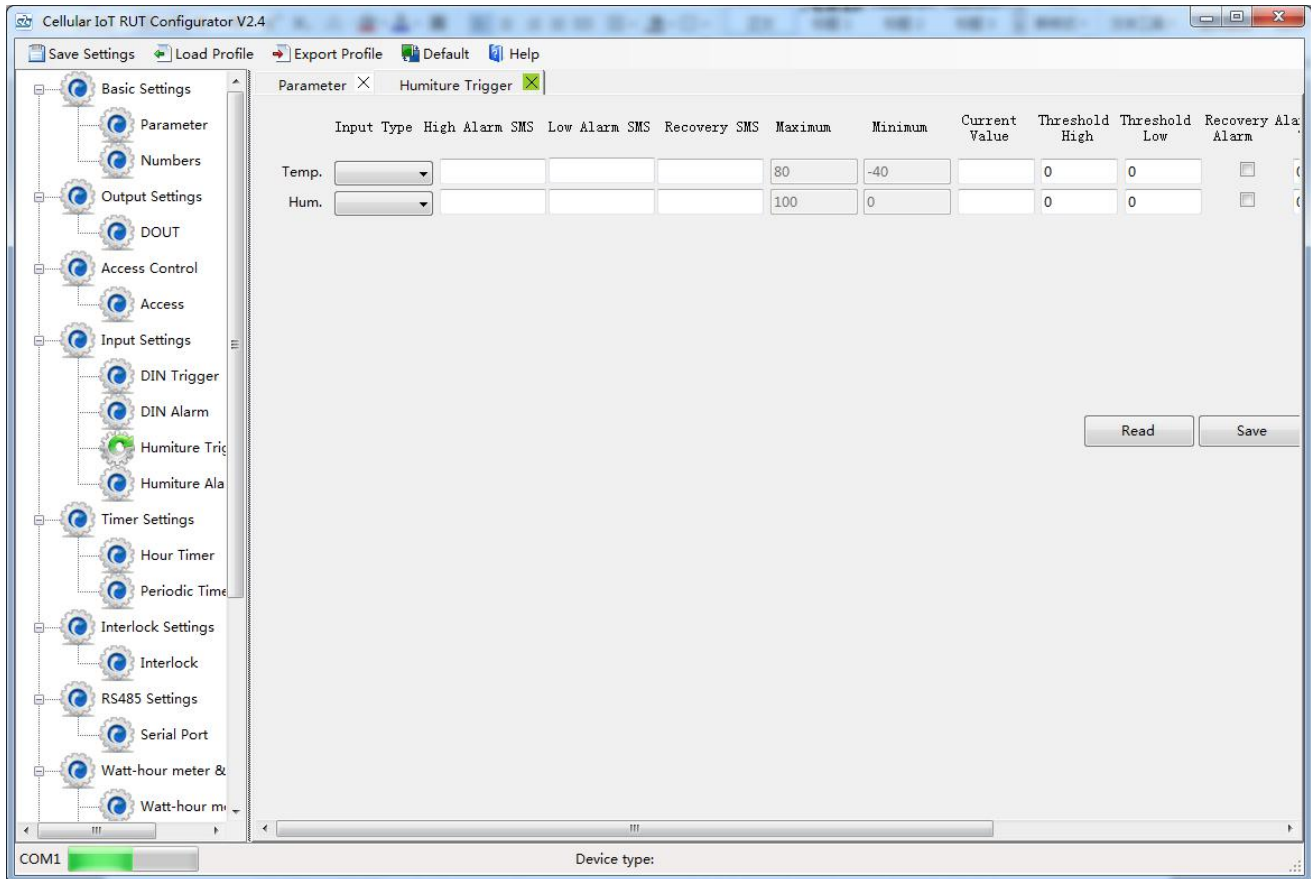 Cellular IoT RUT Configurator V2.4
Save Settings Load Profile Export Profile Default Help
Basic Settings
Parameter
Numbers
Output Settings
DOUT
Access Control
Access
Input Settings
DIN Trigger
DIN Alarm
Humiture Trig
Humiture Ala
Timer Settings
Hour Timer
Periodic Time
Interlock Settings
Interlock
RS485 Settings
Serial Port
Watt-hour meter &
Watt-hour m
Parameter Humiture Trigger
Input Type High Alarm SMS Low Alarm SMS Recovery SMS Maximum Minimum Current Value Threshold High Threshold Low Recovery Alarm Ala
Temp. 80 -40 0 0
Hum. 100 0 0 0
Read Save
COM1 Device type: